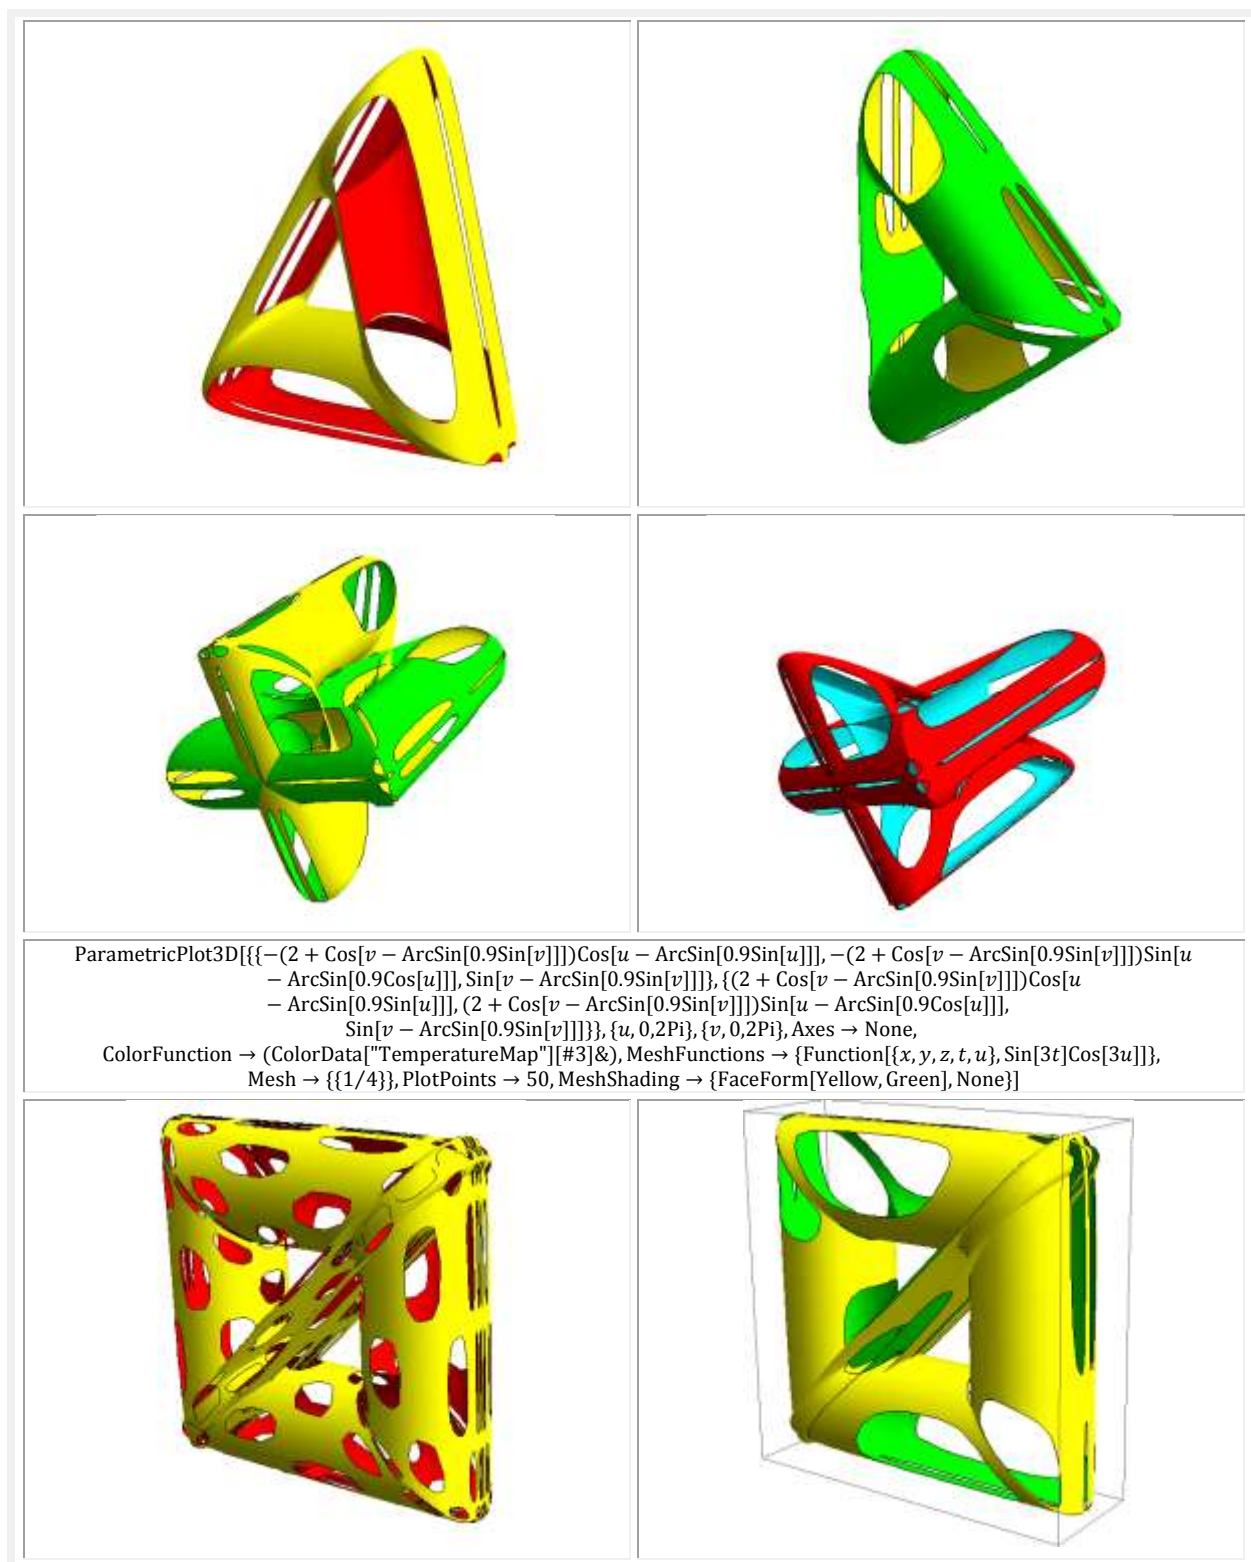 ParametricPlot3D[{{−(2 + Cos[v − ArcSin[0.9Sin[v]]])Cos[u − ArcSin[0.9Sin[u]]], −(2 + Cos[v − ArcSin[0.9Sin[v]]])Sin[u
− ArcSin[0.9Cos[u]]], Sin[v − ArcSin[0.9Sin[v]]]}, {(2 + Cos[v − ArcSin[0.9Sin[v]]])Cos[u
− ArcSin[0.9Sin[u]]], (2 + Cos[v − ArcSin[0.9Sin[v]]])Sin[u − ArcSin[0.9Cos[u]]],
Sin[v − ArcSin[0.9Sin[v]]]}}, {u, 0,2Pi}, {v, 0,2Pi}, Axes → None,
ColorFunction → (ColorData["TemperatureMap"][#3]&), MeshFunctions → {Function[{x, y, z, t, u}, Sin[3t]Cos[3u]]},
Mesh → {{1/4}}, PlotPoints → 50, MeshShading → {FaceForm[Yellow, Green], None}]